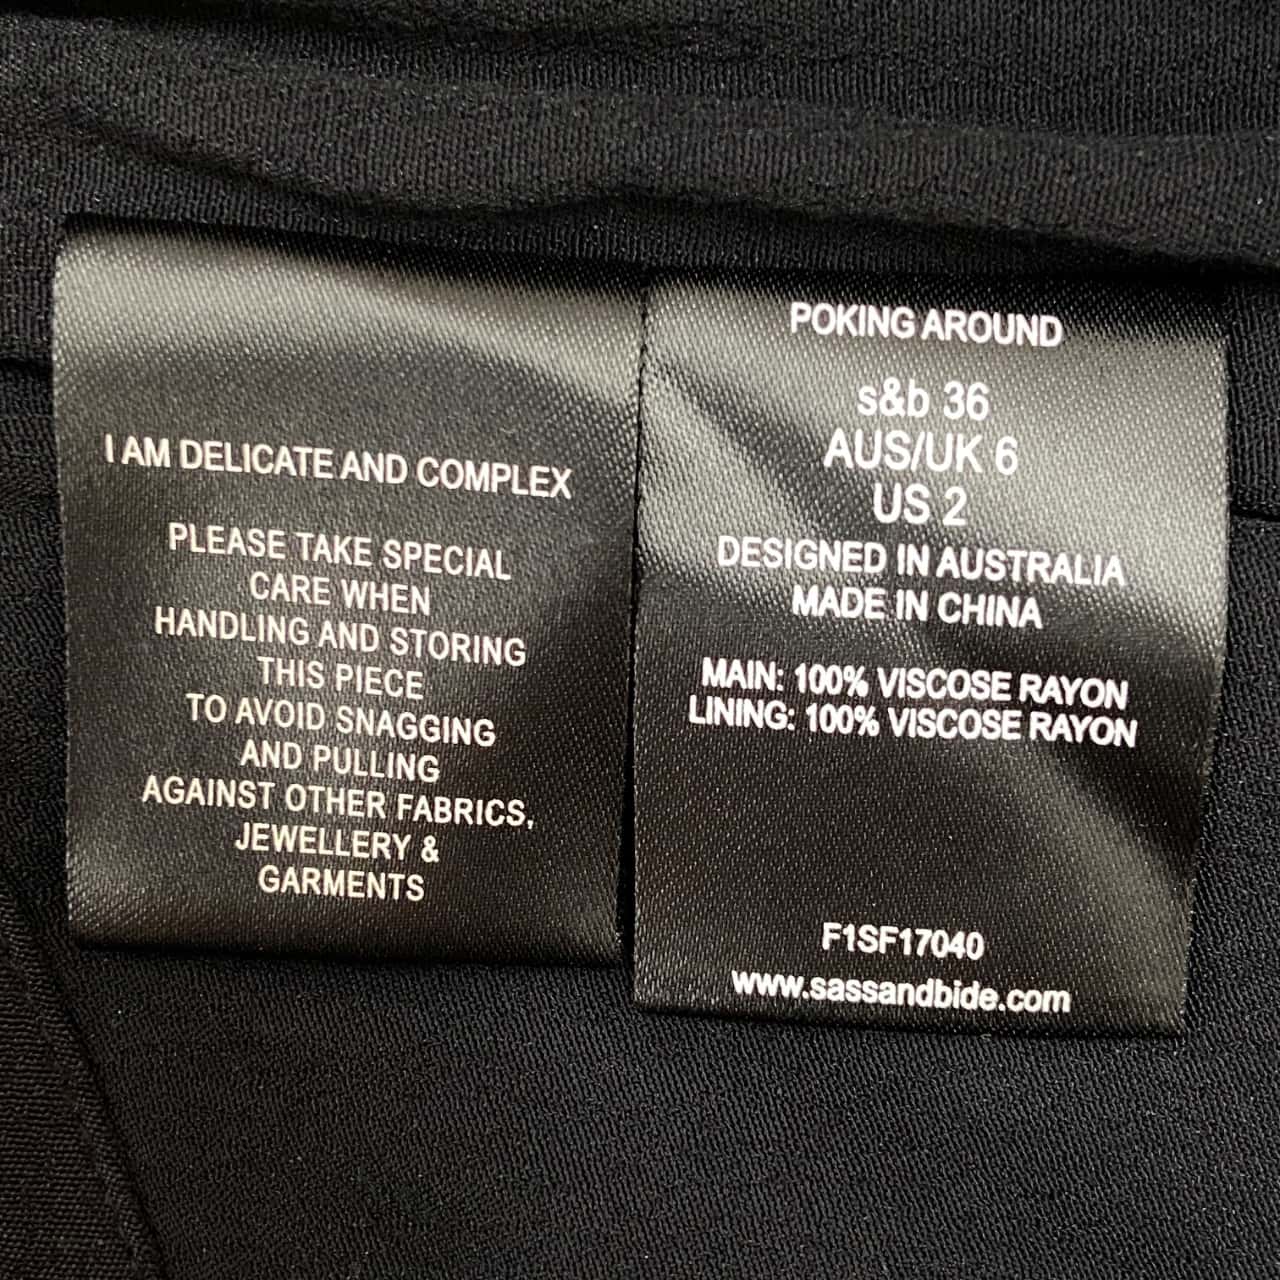 I AM DELICATE AND COMPLEX
PLEASE TAKE SPECIAL
CARE WHEN
HANDLING AND STORING
THIS PIECE
TO AVOID SNAGGING
AND PULLING
AGAINST OTHER FABRICS,
JEWELLERY &
GARMENTS
POKING AROUND
s&b 36
AUS/UK 6
US 2
DESIGNED IN AUSTRALIA
MADE IN CHINA
MAIN: 100% VISCOSE RAYON
LINING: 100% VISCOSE RAYON
F1SF17040
www.sassandbide.com